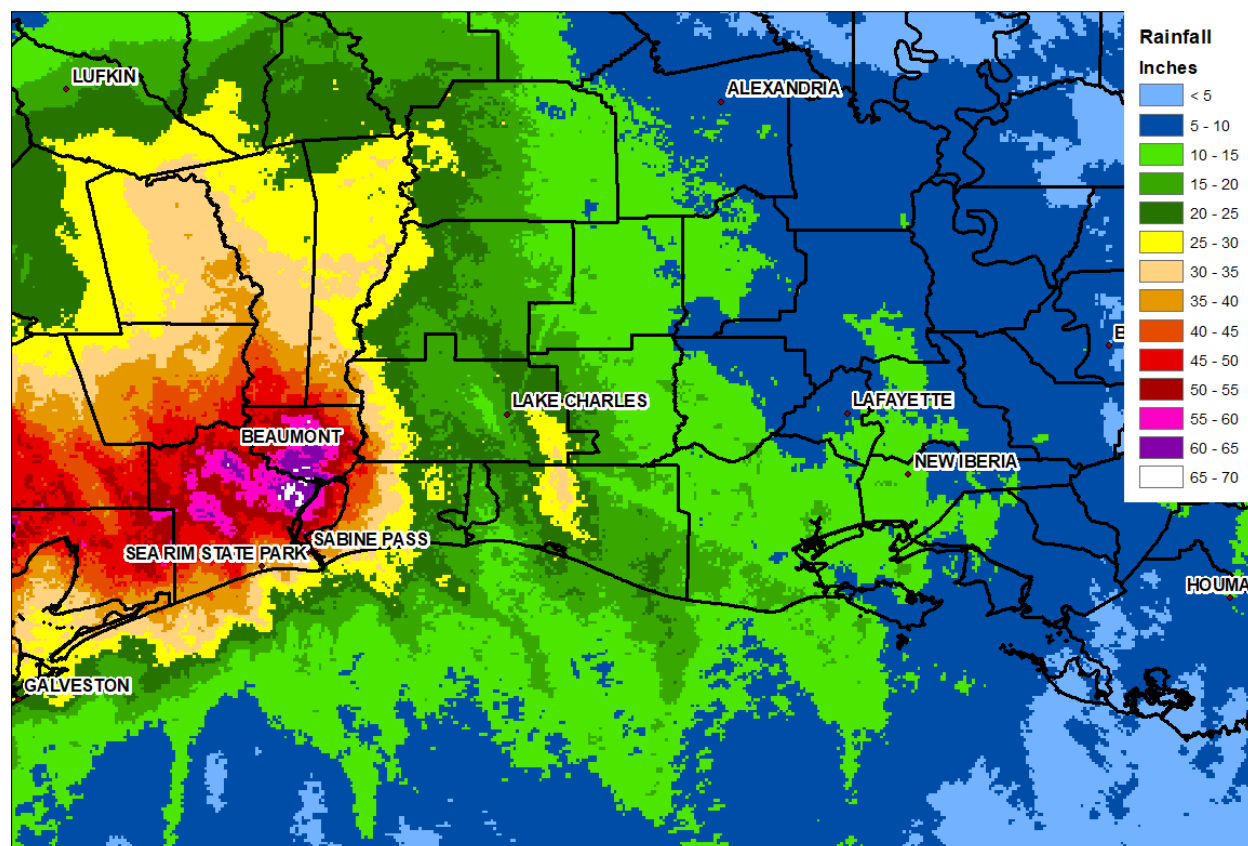 Rainfall
Inches
< 5
5 - 10
10 - 15
15 - 20
20 - 25
25 - 30
30 - 35
35 - 40
40 - 45
45 - 50
50 - 55
55 - 60
60 - 65
65 - 70
LUFKIN
ALEXANDRIA
B
LAKE CHARLES
LAFAYETTE
BEAUMONT
NEW IBERIA
SABINE PASS
SEA RIM STATE PARK
HOUMA
GALVESTON